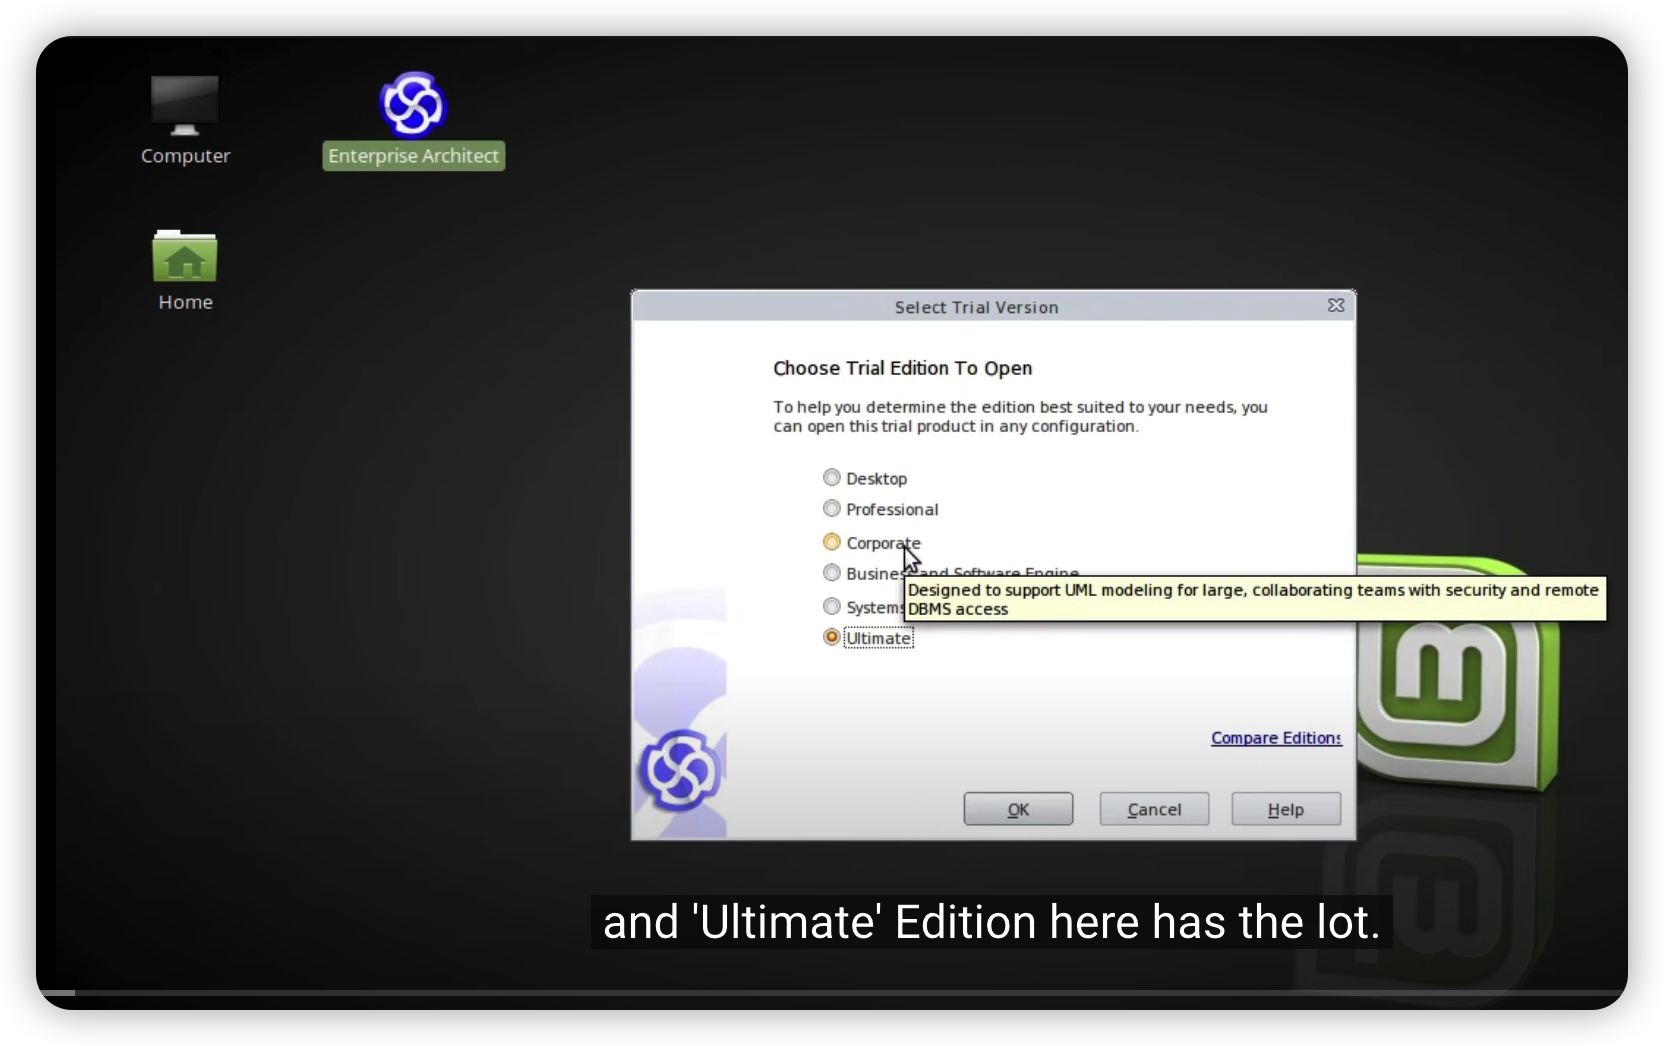 Computer
Enterprise Architect
Home
Select Trial Version
Choose Trial Edition To Open
To help you determine the edition best suited to your needs, you
can open this trial product in any configuration.
Desktop
Professional
Corporate
Business and Software Engine
Systems
Designed to support UML modeling for large, collaborating teams with security and remote
DBMS access
Ultimate
Compare Editions
OK
Cancel
Help
and 'Ultimate' Edition here has the lot.